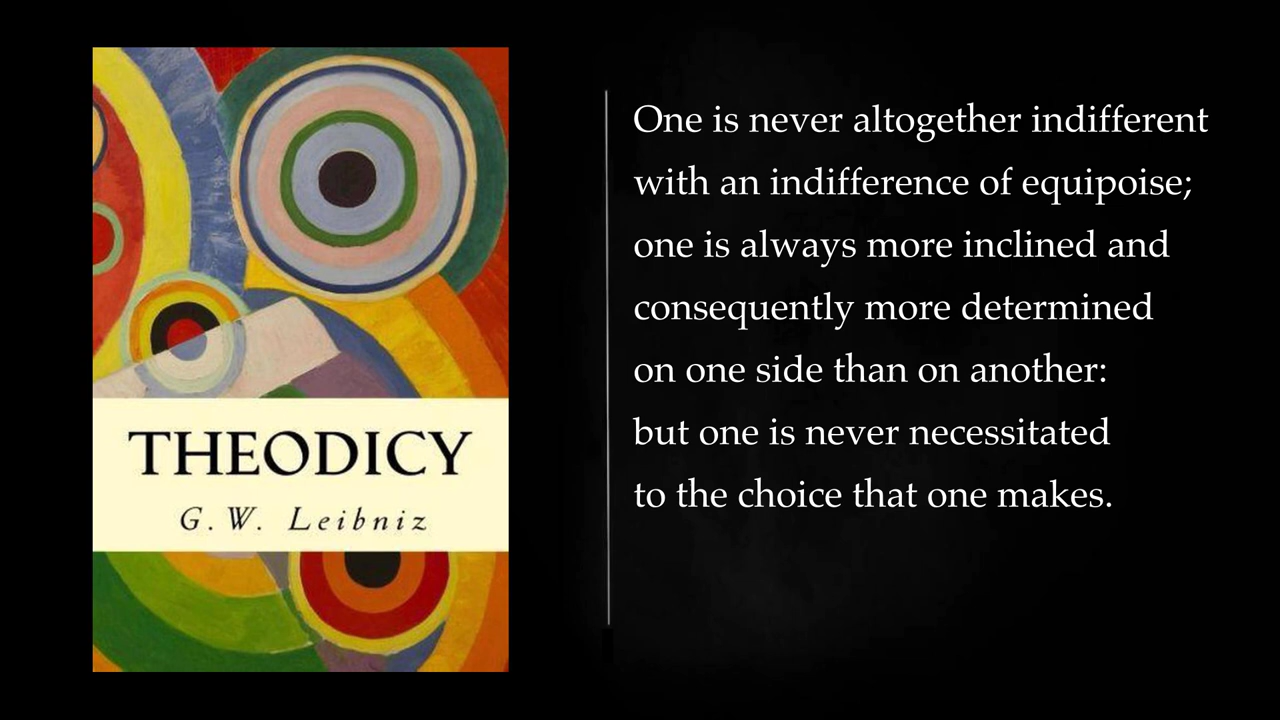 THEODICY
G. W. Leibniz
One is never altogether indifferent
with an indifference of equipoise;
one is always more inclined and
consequently more determined
on one side than on another:
but one is never necessitated
to the choice that one makes.